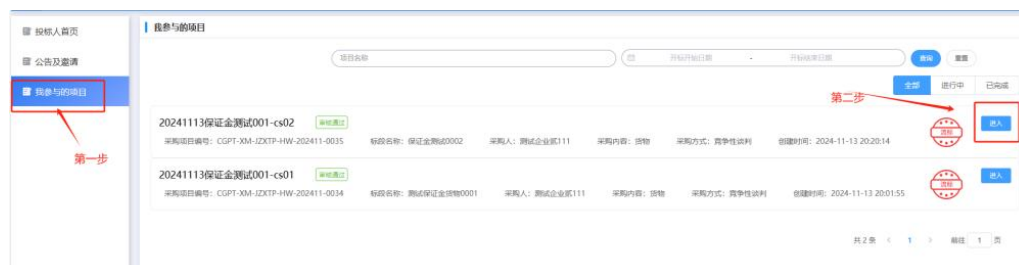 投标人首页
公告及邀请
我参与的项目
第一步
我参与的项目
项目名称 开标开始日期 - 开标结束日期 查询 重置
全部 进行中 已完成
第二步
20241113保证金测试001-cs02 审核通过 流标 进入
采购项目编号：CGPT-XM-JZXTP-HW-202411-0035 标段名称：保证金测试0002 采购人：测试企业贰111 采购内容：货物 采购方式：竞争性谈判 创建时间：2024-11-13 20:20:14
20241113保证金测试001-cs01 审核通过 流标 进入
采购项目编号：CGPT-XM-JZXTP-HW-202411-0034 标段名称：测试保证金货物0001 采购人：测试企业贰111 采购内容：货物 采购方式：竞争性谈判 创建时间：2024-11-13 20:01:55
共 2 条 < 1 > 前往 1 页